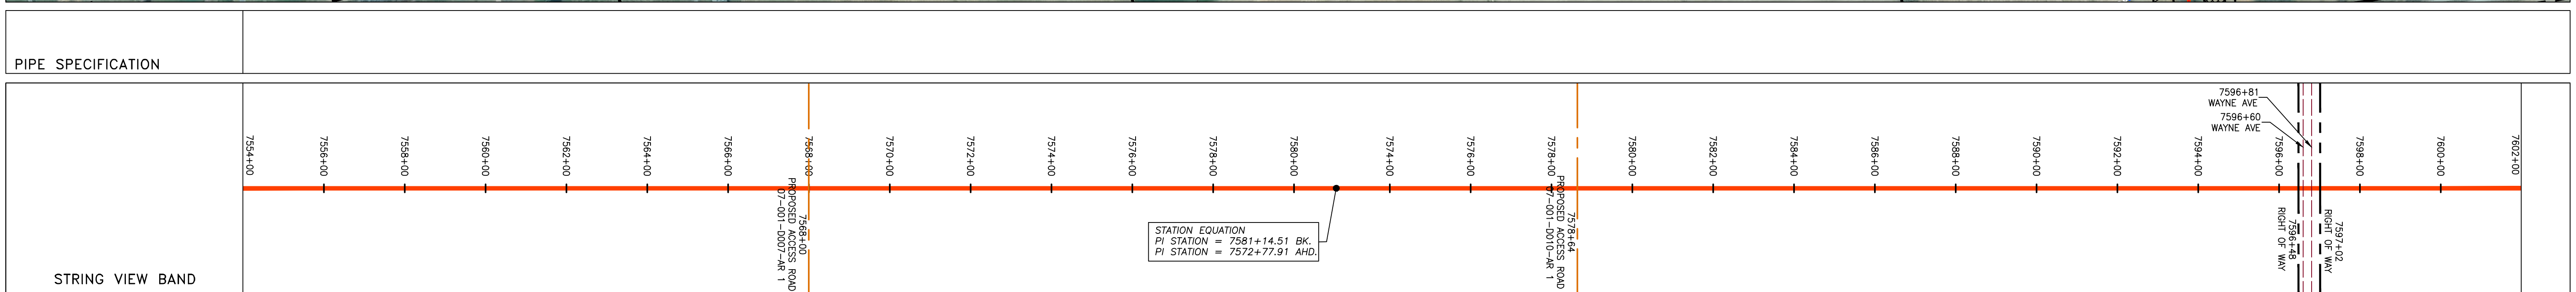 PIPE SPECIFICATION
STRING VIEW BAND
7554+00
7556+00
7558+00
7560+00
7562+00
7564+00
7566+00
7568+00
7570+00
7572+00
7574+00
7576+00
7578+00
7580+00
7574+00
7576+00
7578+00
7580+00
7582+00
7584+00
7586+00
7588+00
7590+00
7592+00
7594+00
7596+00
7598+00
7600+00
7602+00
7568+00
PROPOSED ACCESS ROAD
07-001-D007-AR 1
STATION EQUATION
PI STATION = 7581+14.51 BK.
PI STATION = 7572+77.91 AHD.
7578+64
PROPOSED ACCESS ROAD
07-001-D010-AR 1
7596+81
WAYNE AVE
7596+60
WAYNE AVE
7596+48
RIGHT OF WAY
7597+02
RIGHT OF WAY